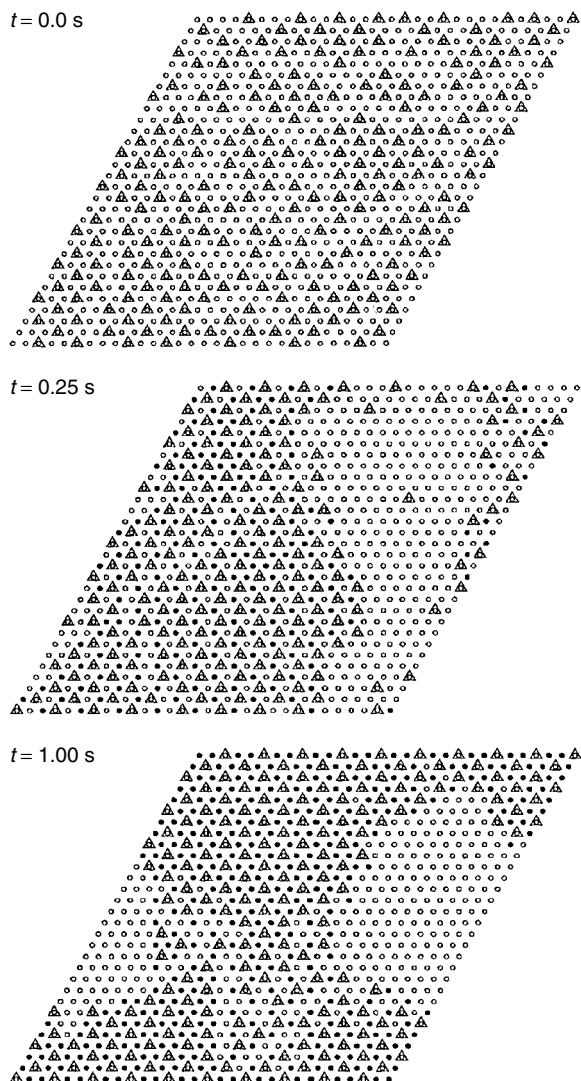 t = 0.0 s
t = 0.25 s
t = 1.00 s